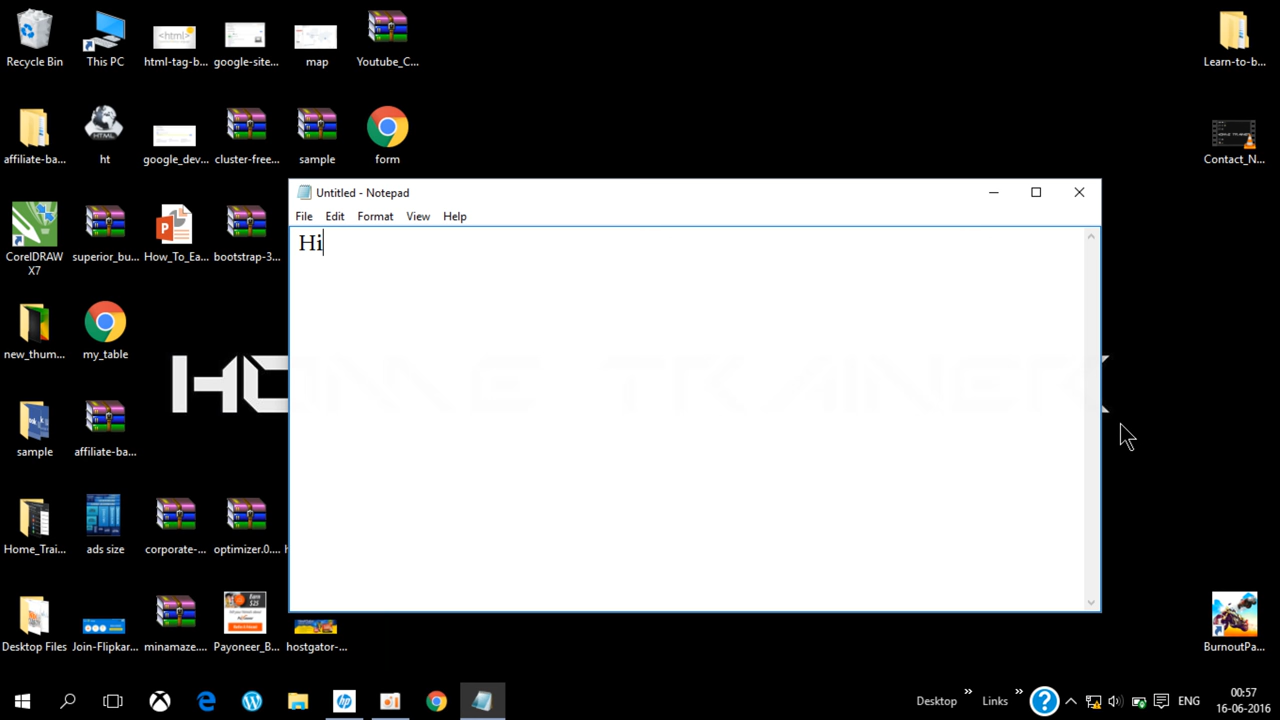 Recycle Bin
This PC
html-tag-b...
google-site...
map
Youtube_C...
Learn-to-b...
affiliate-ba...
ht
google_dev...
cluster-free...
sample
form
Contact_N...
Untitled - Notepad
File Edit Format View Help
Hi
CorelDRAW X7
superior_bu...
How_To_Ea...
bootstrap-3...
new_thum...
my_table
HOME TRAINER
sample
affiliate-ba...
Home_Trai...
ads size
corporate-...
optimizer.0....
Desktop Files
Join-Flipkar...
minamaze....
Payoneer_B...
hostgator-...
BurnoutPa...
Desktop
Links
ENG
00:57
16-06-2016